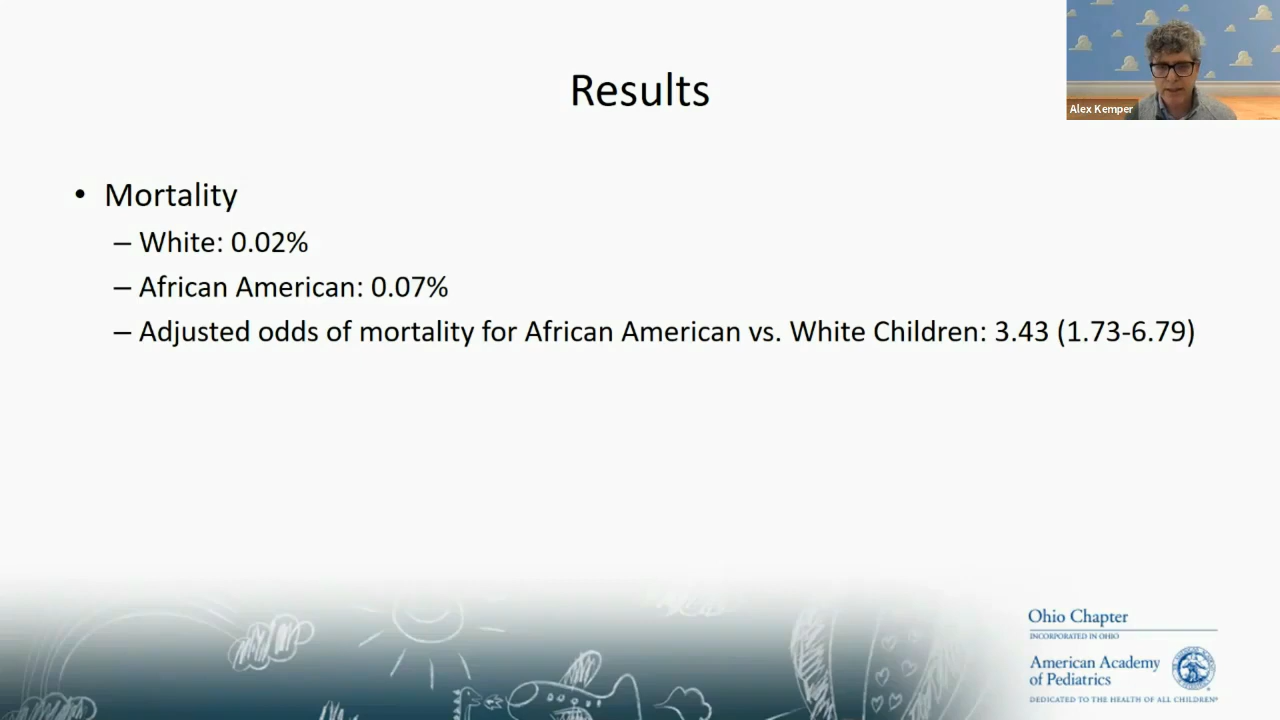 Results
Alex Kemper
• Mortality
– White: 0.02%
– African American: 0.07%
– Adjusted odds of mortality for African American vs. White Children: 3.43 (1.73-6.79)
Ohio Chapter
INCORPORATED IN OHIO
American Academy
of Pediatrics
DEDICATED TO THE HEALTH OF ALL CHILDREN®